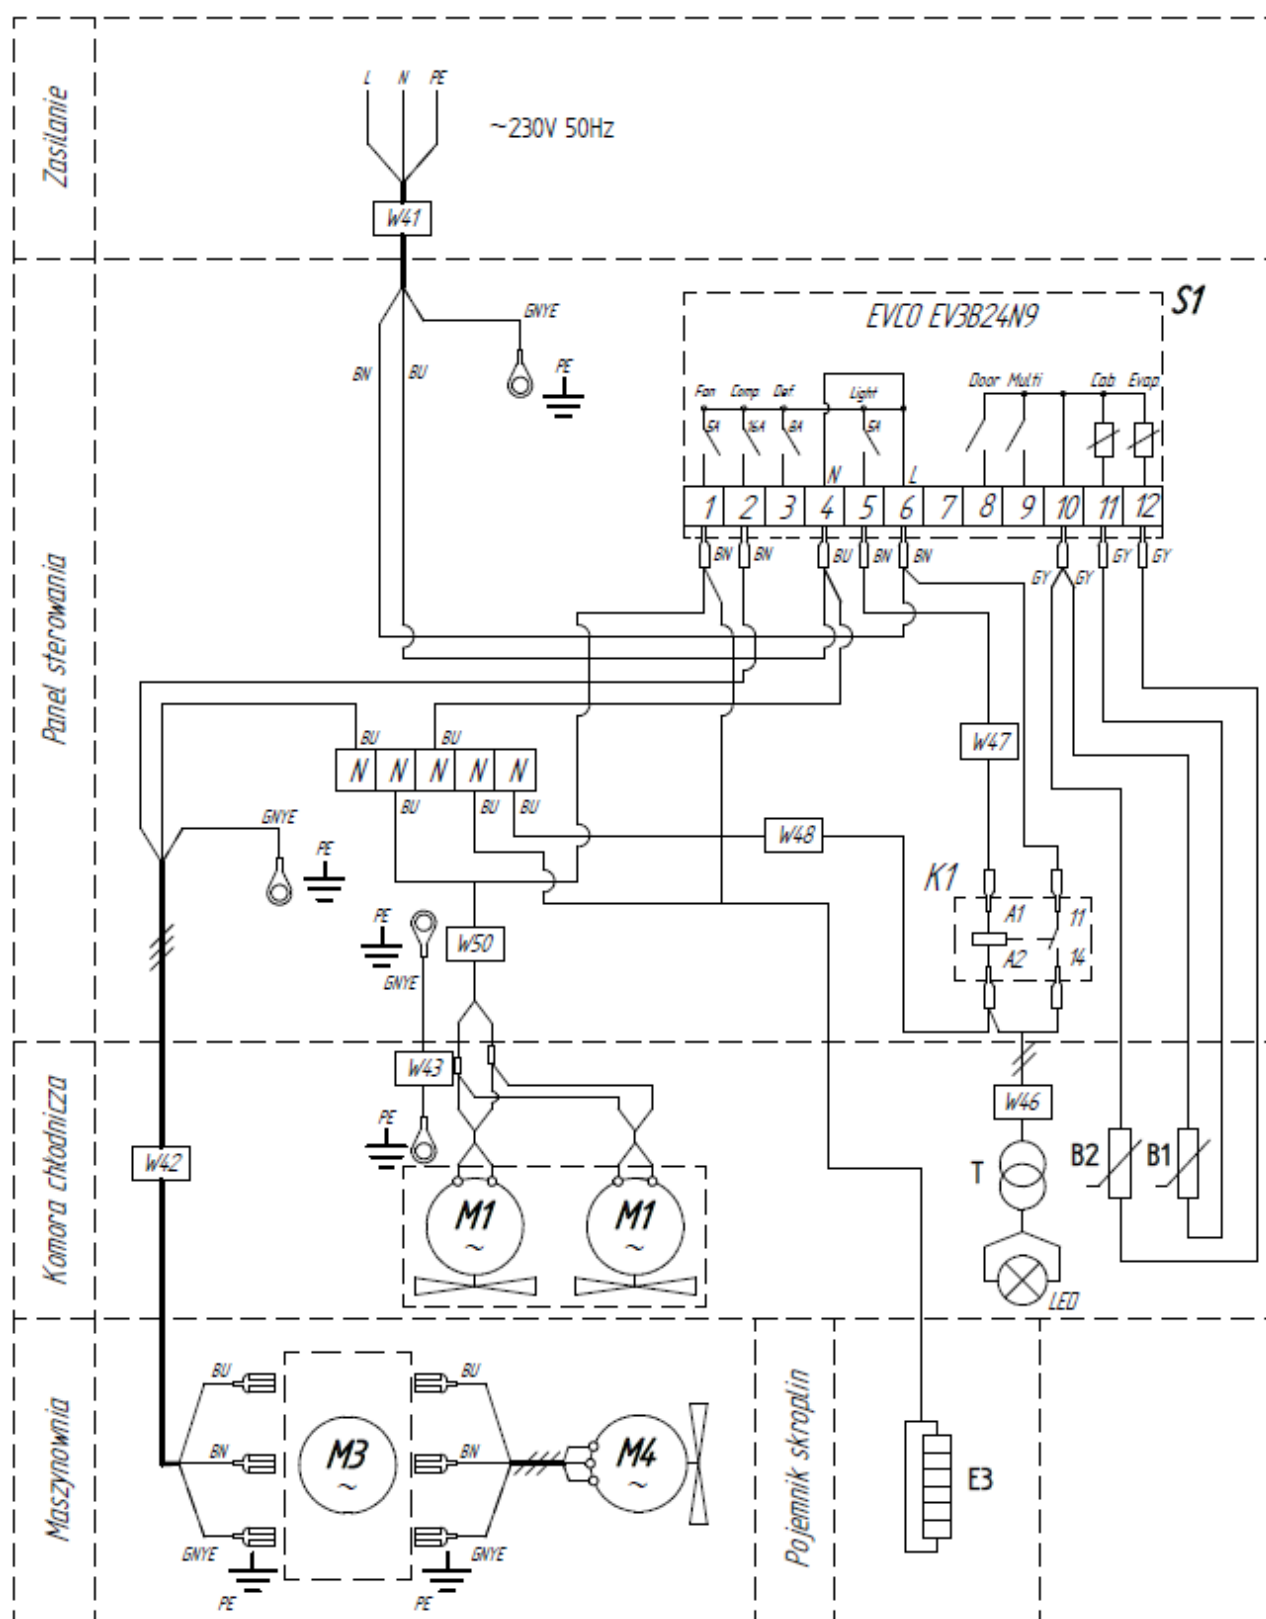 Zasilanie
L N PE
~230V 50Hz
W41
Panel sterowania
GNYE
BN BU
PE
S1
EVCO EV3B24N9
Fan Comp Def. Light Door Multi Cab Evap
5A 16A 8A 5A
N L
1 2 3 4 5 6 7 8 9 10 11 12
BN BN BU BN BN GY GY GY GY
BU BU
N N N N N
BU BU BU
W47
W48
GNYE
PE
K1
A1 11
A2 14
PE
GNYE
W50
Komora chłodnicza
W43
PE
W42
W46
T
B2 B1
M1
~
M1
~
LED
Maszynownia
BU BU
BN BN
M3
~
M4
~
GNYE GNYE
PE PE
Pojemnik skroplin
E3